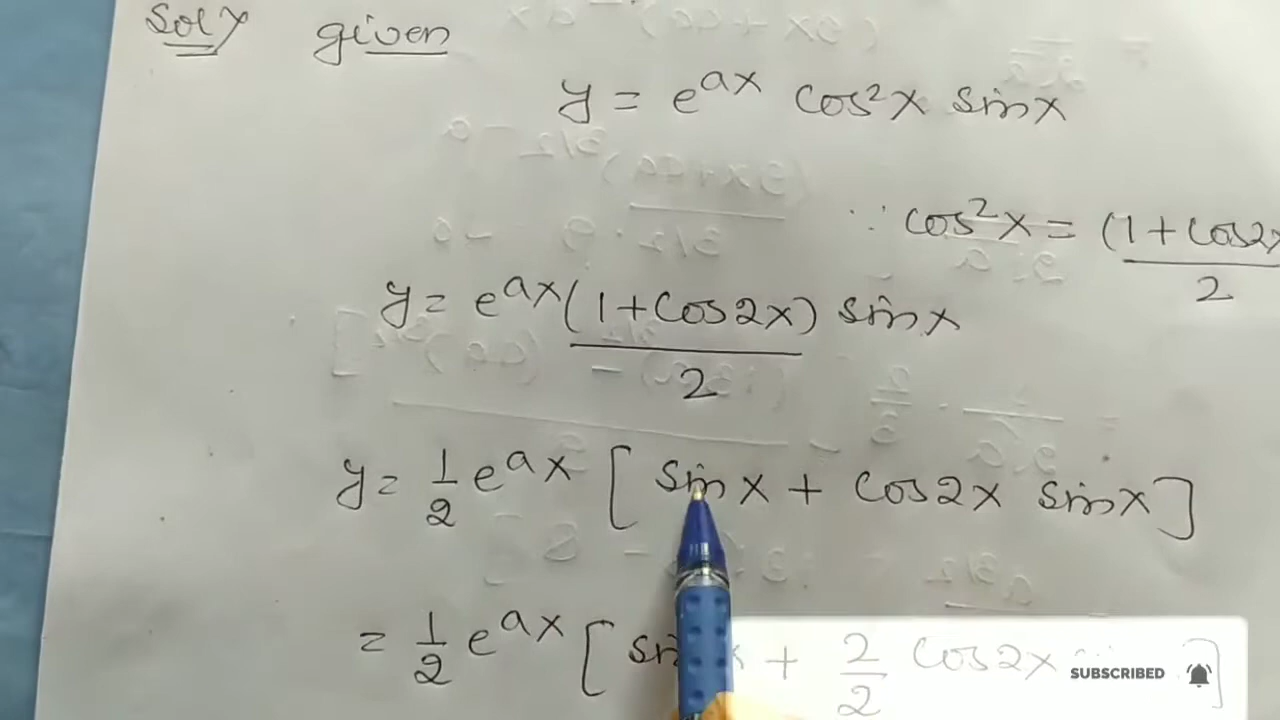 Sol/ given
y = e^{ax} cos²x sinx
∵ cos²x = (1+cos2x
2
y = e^{ax} (1+cos2x) sinx
2
y = 1/2 e^{ax} [ sinx + cos2x sinx ]
= 1/2 e^{ax} [ sin x + 2/2 cos2x ]
SUBSCRIBED